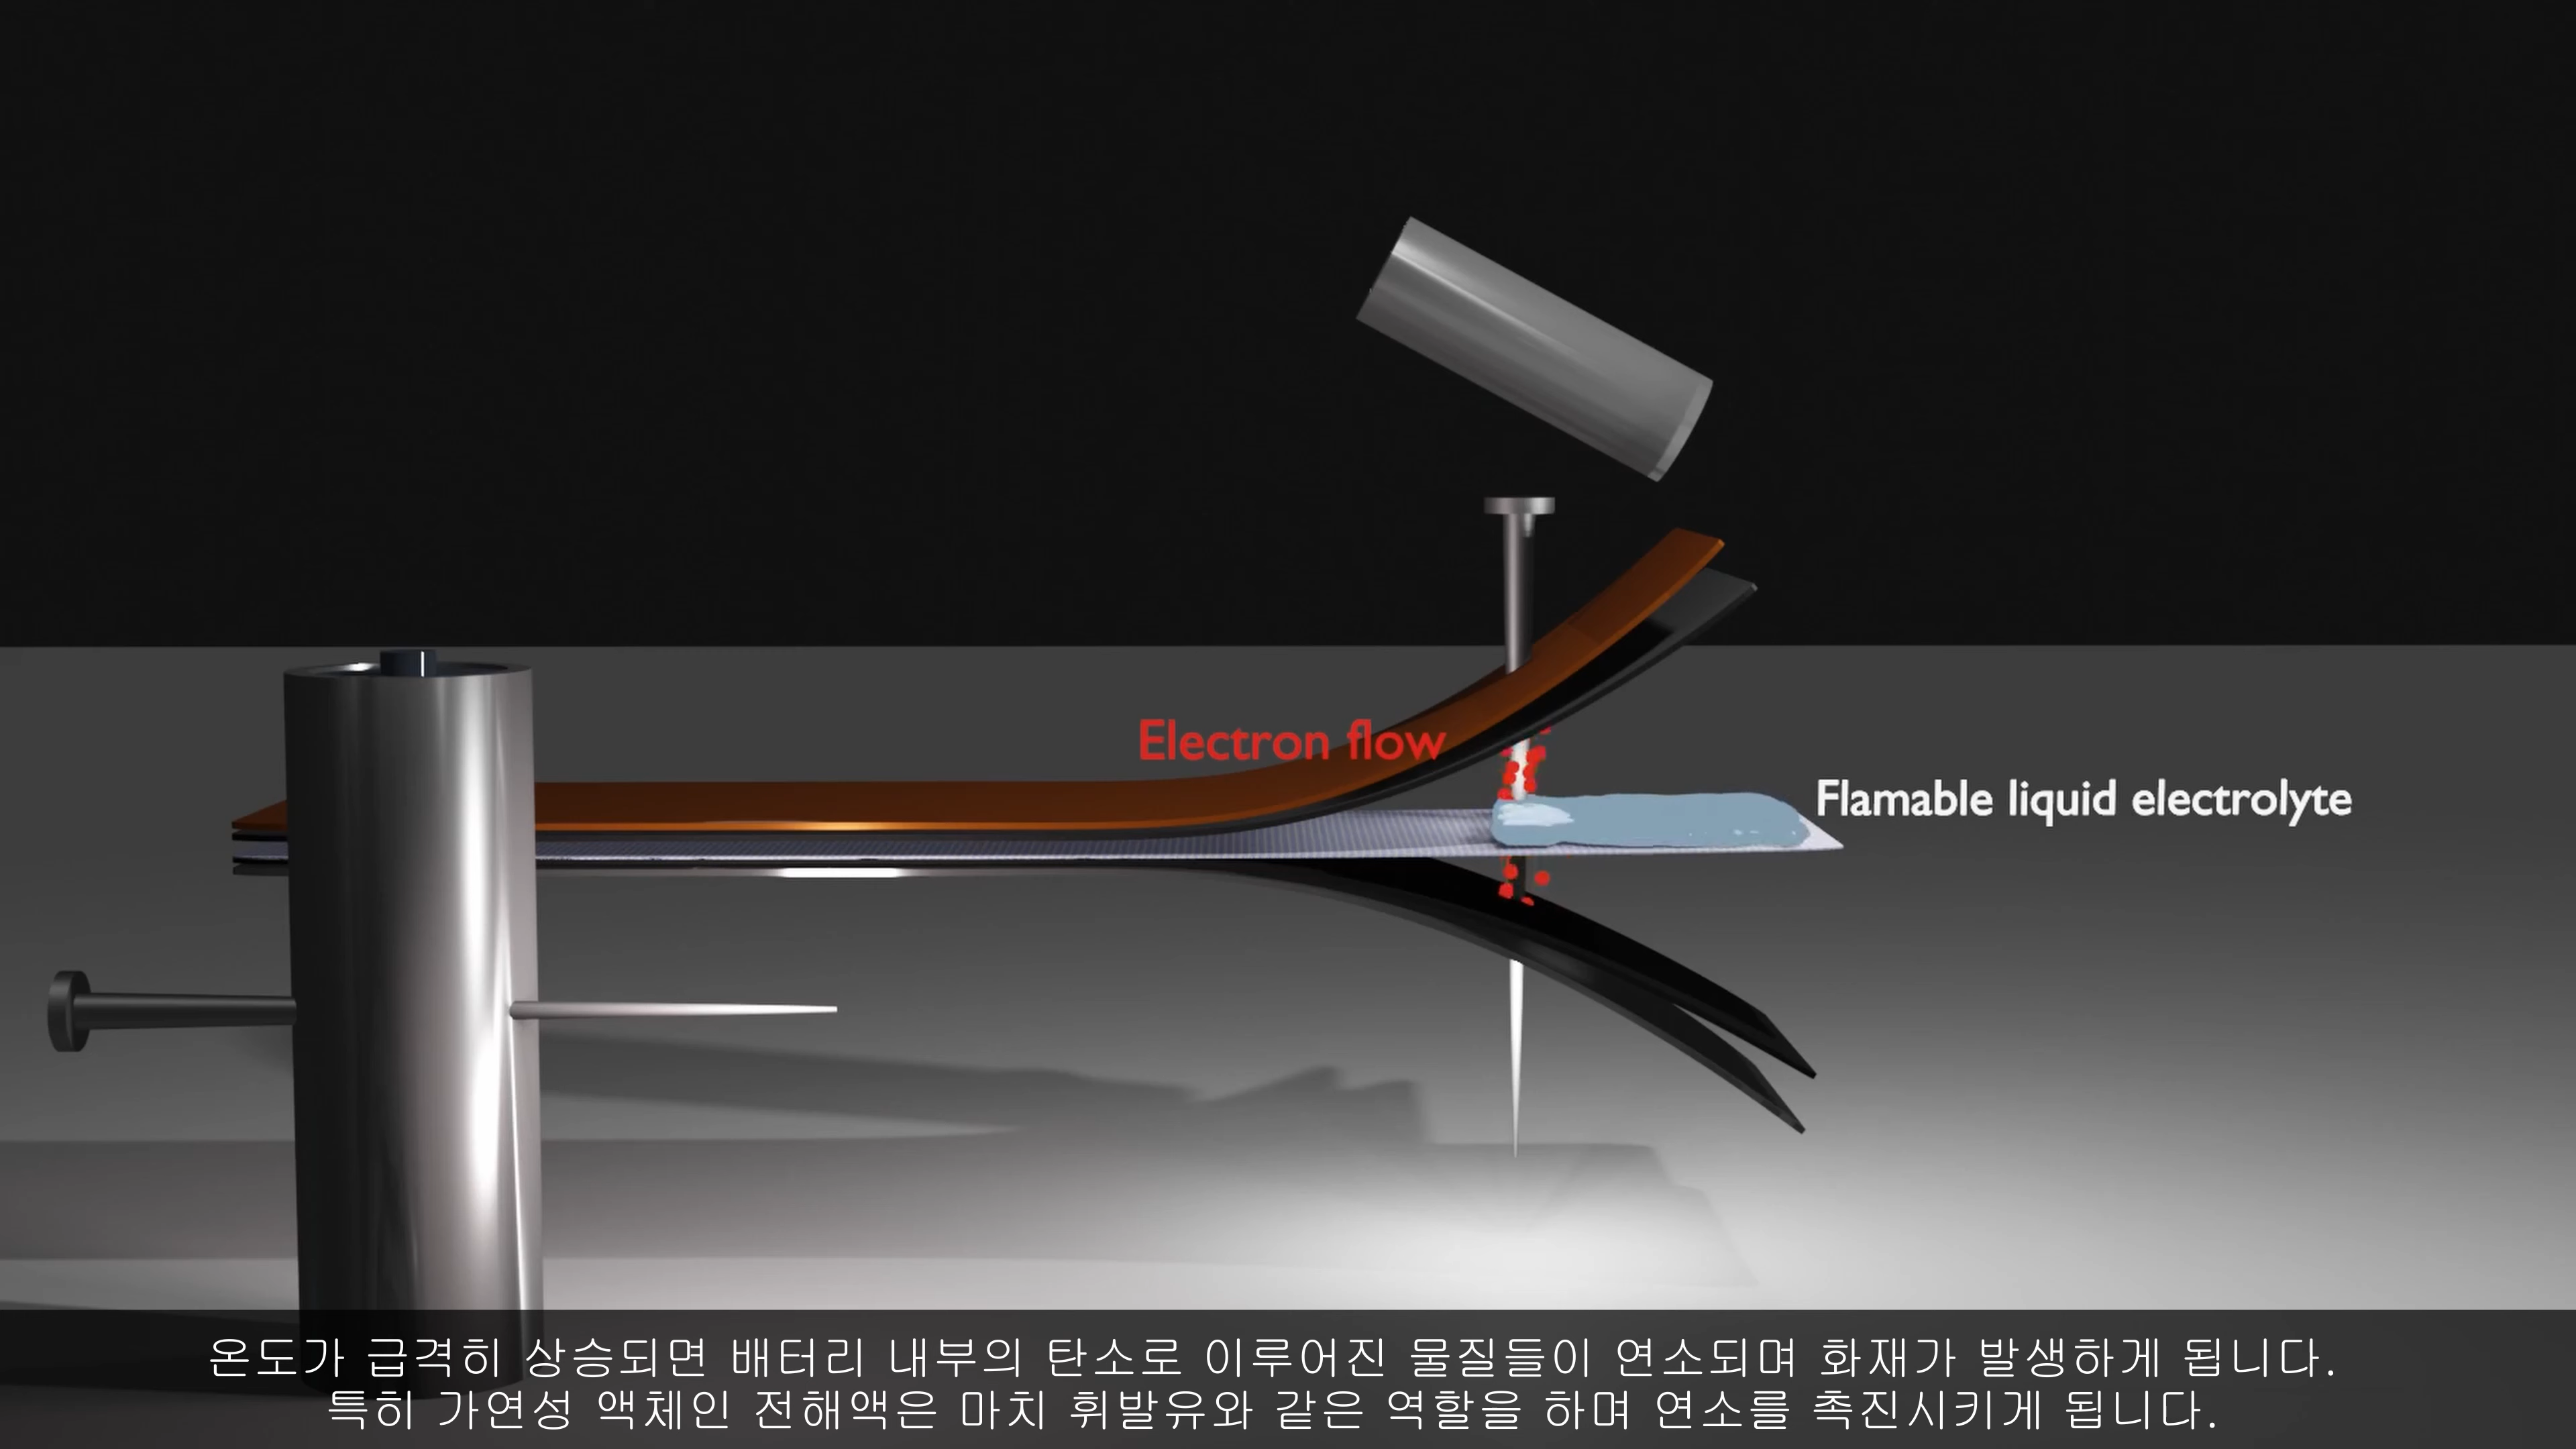 Electron flow
Flamable liquid electrolyte
온도가 급격히 상승되면 배터리 내부의 탄소로 이루어진 물질들이 연소되며 화재가 발생하게 됩니다.
특히 가연성 액체인 전해액은 마치 휘발유와 같은 역할을 하며 연소를 촉진시키게 됩니다.